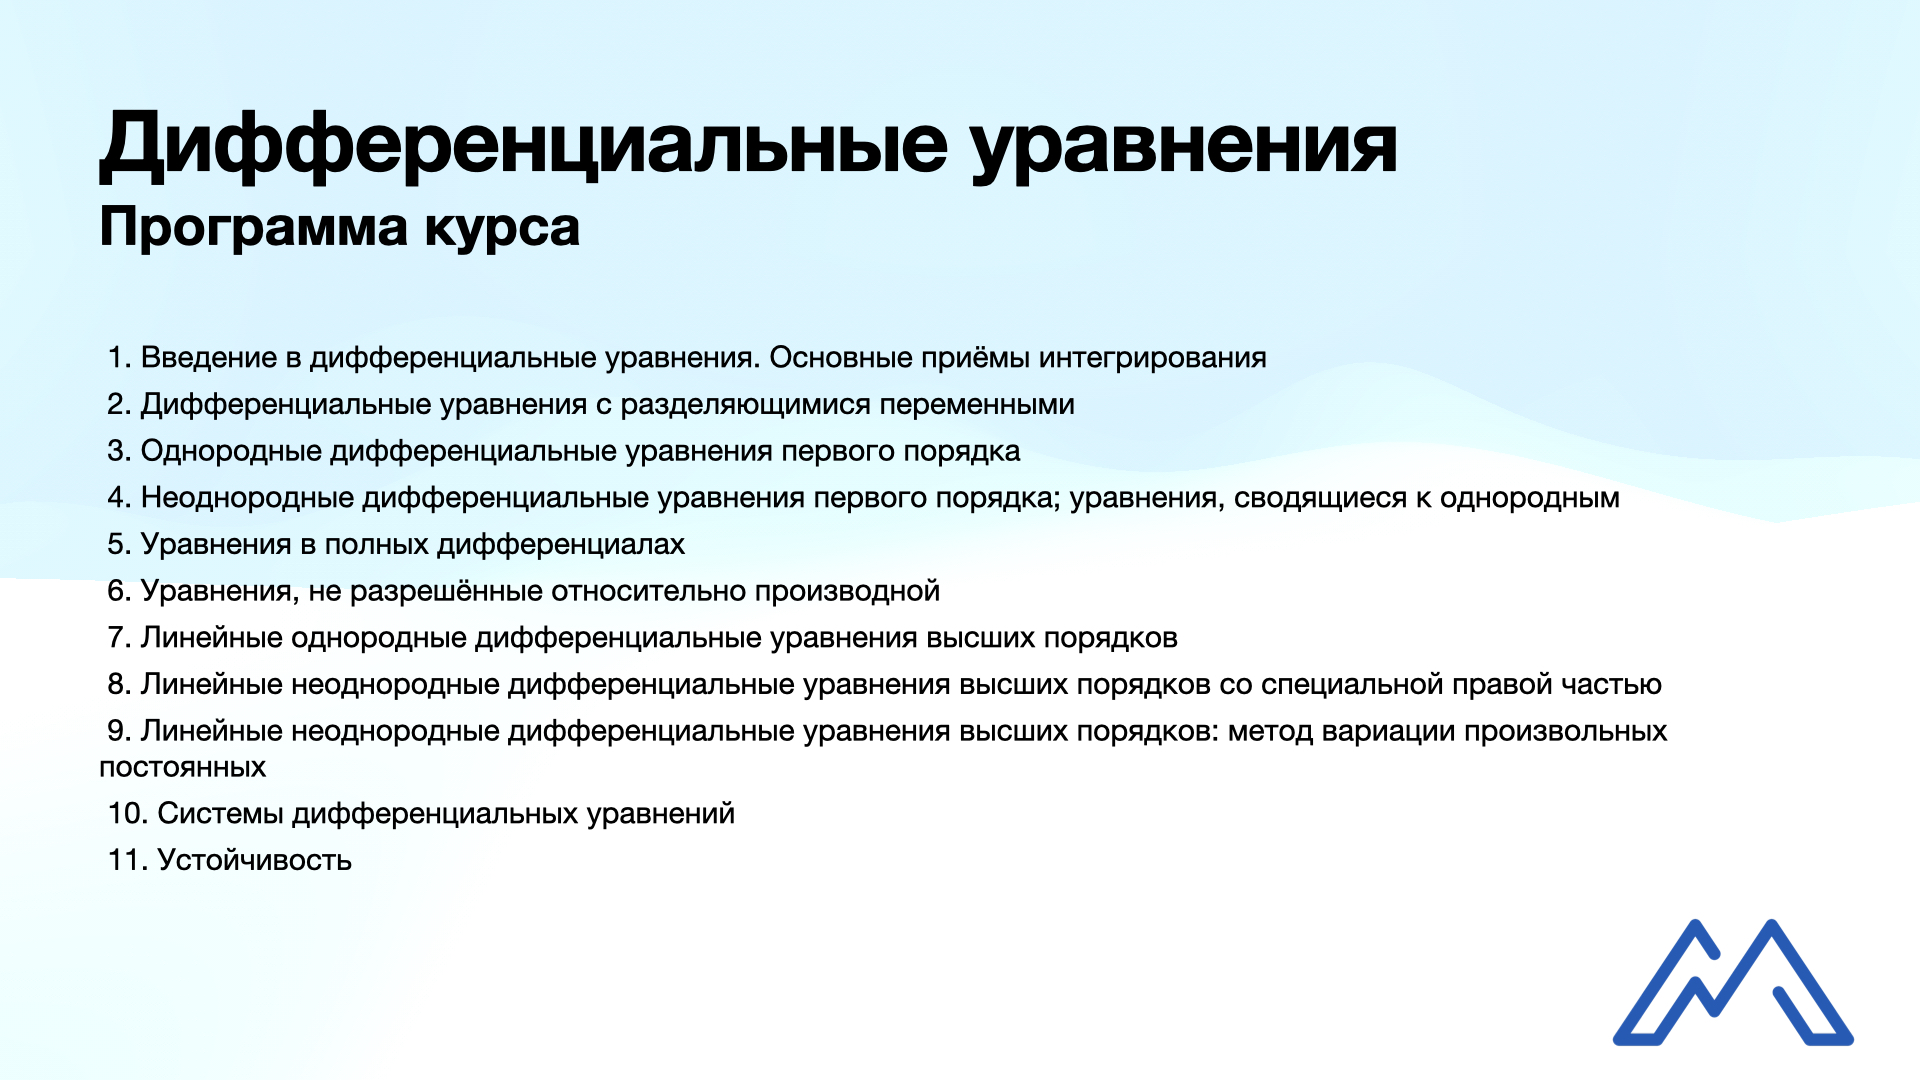 Дифференциальные уравнения
Программа курса
1. Введение в дифференциальные уравнения. Основные приёмы интегрирования
2. Дифференциальные уравнения с разделяющимися переменными
3. Однородные дифференциальные уравнения первого порядка
4. Неоднородные дифференциальные уравнения первого порядка; уравнения, сводящиеся к однородным
5. Уравнения в полных дифференциалах
6. Уравнения, не разрешённые относительно производной
7. Линейные однородные дифференциальные уравнения высших порядков
8. Линейные неоднородные дифференциальные уравнения высших порядков со специальной правой частью
9. Линейные неоднородные дифференциальные уравнения высших порядков: метод вариации произвольных
постоянных
10. Системы дифференциальных уравнений
11. Устойчивость